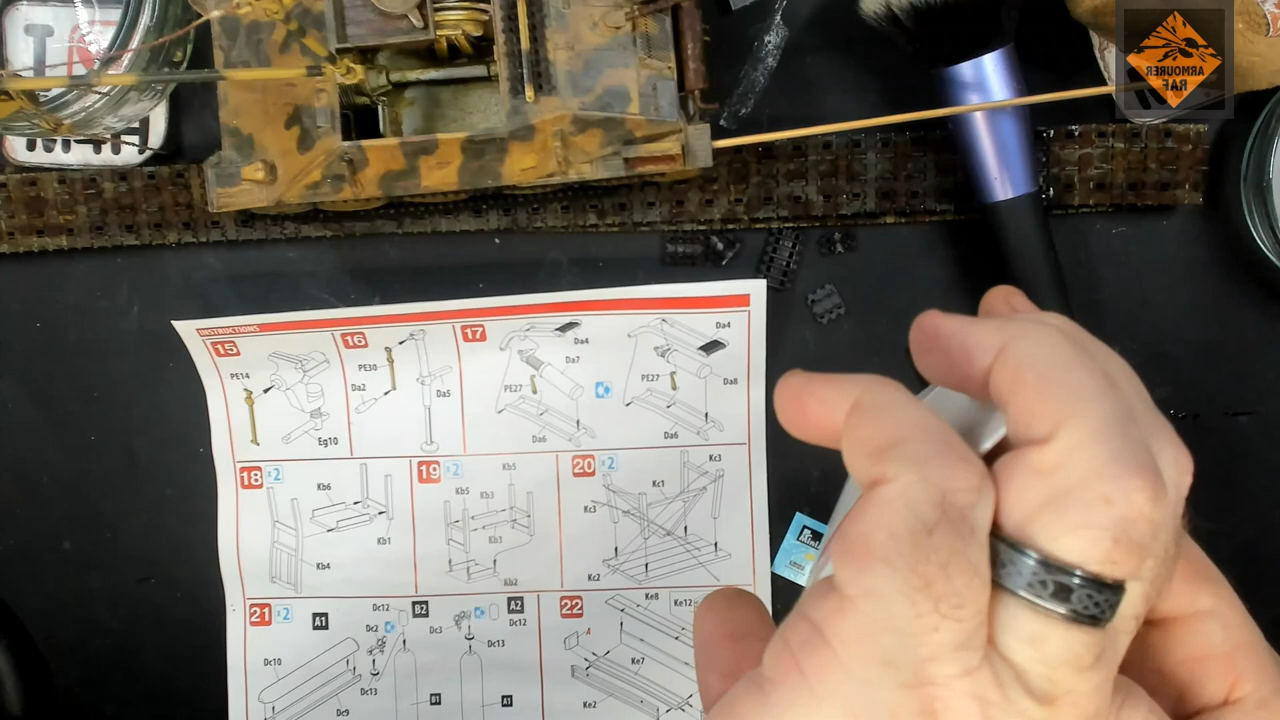 ARMOURER
RAF
INSTRUCTIONS
15
PE14
Eg10
16
PE30
Da2
Da5
17
Da4
Da7
PE27
Da6
Da4
PE27
Da8
Da6
18
x2
Kb6
Kb1
Kb4
19
x2
Kb5
Kb5
Kb3
Kb3
Kb2
20
x2
Kc3
Kc1
Kc3
Kc2
21
x2
A1
Dc10
Dc9
Dc12
B2
Dc2
Dc13
B1
Dc3
A2
Dc12
Dc13
A1
22
Ke8
Ke12
A
Ke7
Ke2